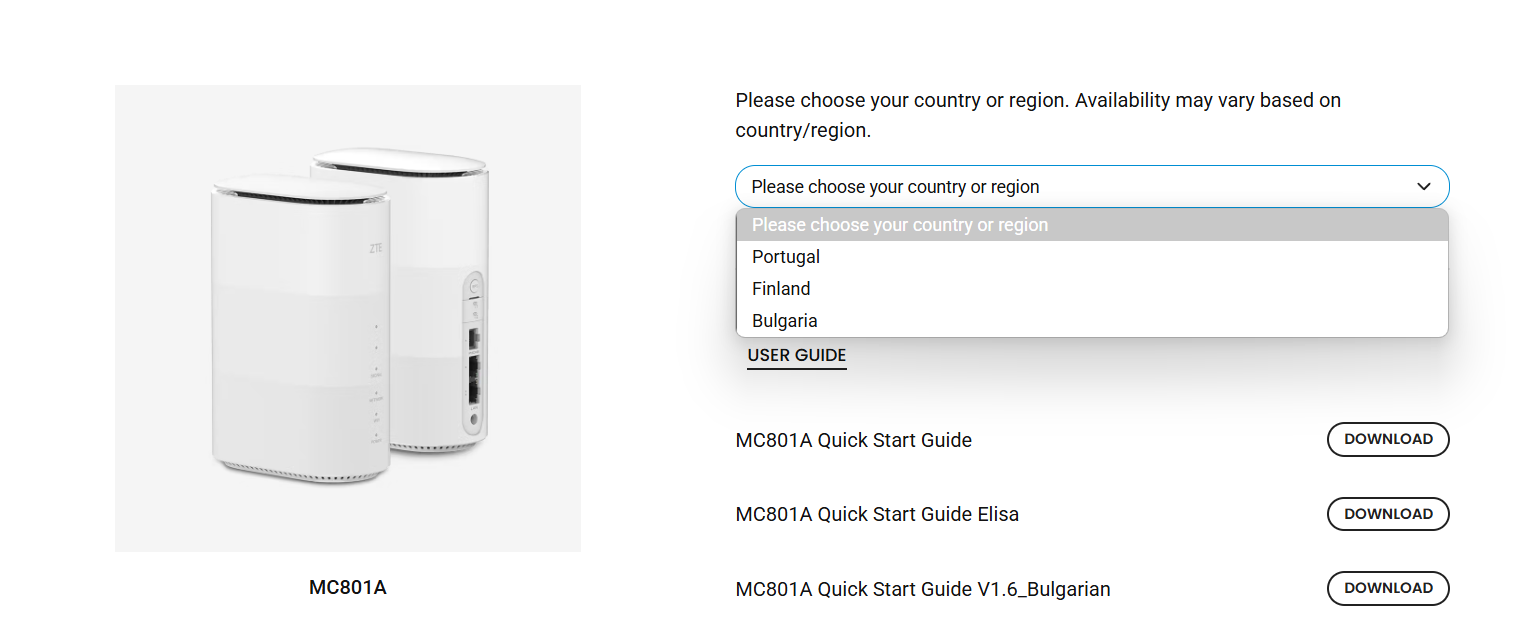 Please choose your country or region. Availability may vary based on
country/region.
Please choose your country or region
Please choose your country or region
Portugal
Finland
Bulgaria
USER GUIDE
MC801A Quick Start Guide
DOWNLOAD
MC801A Quick Start Guide Elisa
DOWNLOAD
MC801A Quick Start Guide V1.6_Bulgarian
DOWNLOAD
ZTE
MC801A